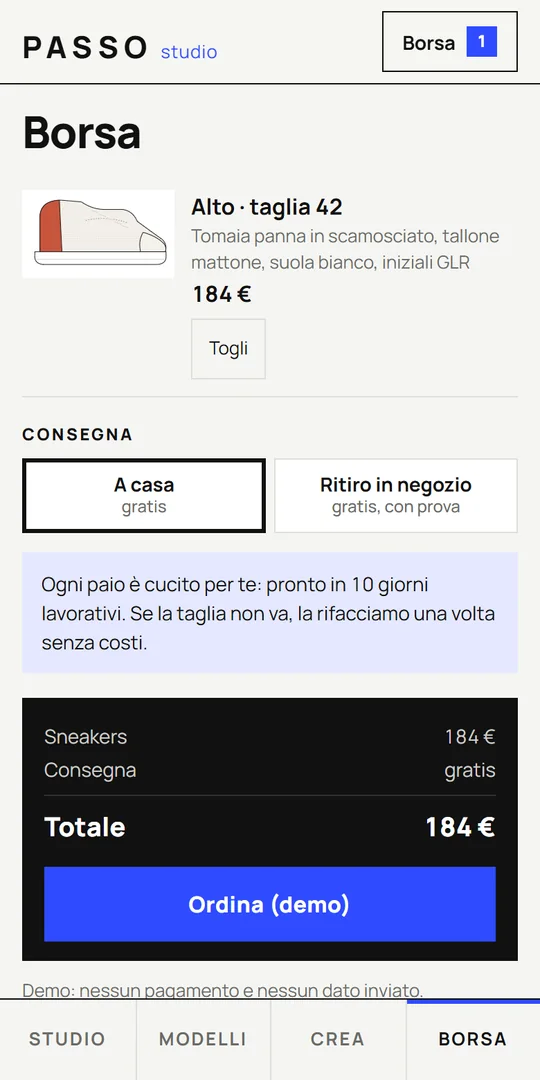 PASSO studio
Borsa 1
Borsa
Alto · taglia 42
Tomaia panna in scamosciato, tallone
mattone, suola bianco, iniziali GLR
184 €
Togli
CONSEGNA
A casa
gratis
Ritiro in negozio
gratis, con prova
Ogni paio è cucito per te: pronto in 10 giorni
lavorativi. Se la taglia non va, la rifacciamo una volta
senza costi.
Sneakers 184 €
Consegna gratis
Totale 184 €
Ordina (demo)
Demo: nessun pagamento e nessun dato inviato.
STUDIO MODELLI CREA BORSA